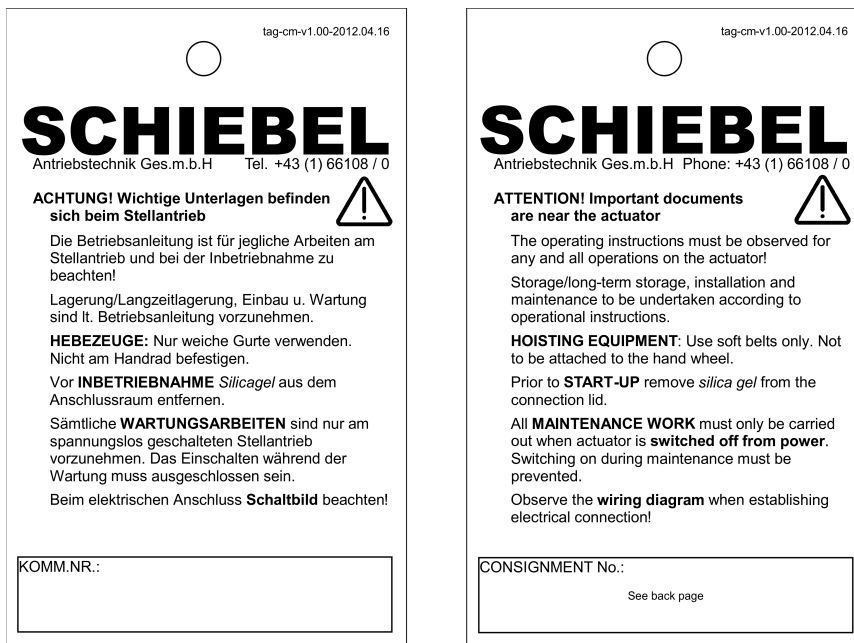 tag-cm-v1.00-2012.04.16
SCHIEBEL
Antriebstechnik Ges.m.b.H Tel. +43 (1) 66108 / 0
ACHTUNG! Wichtige Unterlagen befinden
sich beim Stellantrieb
Die Betriebsanleitung ist für jegliche Arbeiten am
Stellantrieb und bei der Inbetriebnahme zu
beachten!
Lagerung/Langzeitlagerung, Einbau u. Wartung
sind lt. Betriebsanleitung vorzunehmen.
HEBEZEUGE: Nur weiche Gurte verwenden.
Nicht am Handrad befestigen.
Vor INBETRIEBNAHME Silicagel aus dem
Anschlussraum entfernen.
Sämtliche WARTUNGSARBEITEN sind nur am
spannungslos geschalteten Stellantrieb
vorzunehmen. Das Einschalten während der
Wartung muss ausgeschlossen sein.
Beim elektrischen Anschluss Schaltbild beachten!
KOMM.NR.:
tag-cm-v1.00-2012.04.16
SCHIEBEL
Antriebstechnik Ges.m.b.H Phone: +43 (1) 66108 / 0
ATTENTION! Important documents
are near the actuator
The operating instructions must be observed for
any and all operations on the actuator!
Storage/long-term storage, installation and
maintenance to be undertaken according to
operational instructions.
HOISTING EQUIPMENT: Use soft belts only. Not
to be attached to the hand wheel.
Prior to START-UP remove silica gel from the
connection lid.
All MAINTENANCE WORK must only be carried
out when actuator is switched off from power.
Switching on during maintenance must be
prevented.
Observe the wiring diagram when establishing
electrical connection!
CONSIGNMENT No.:
See back page